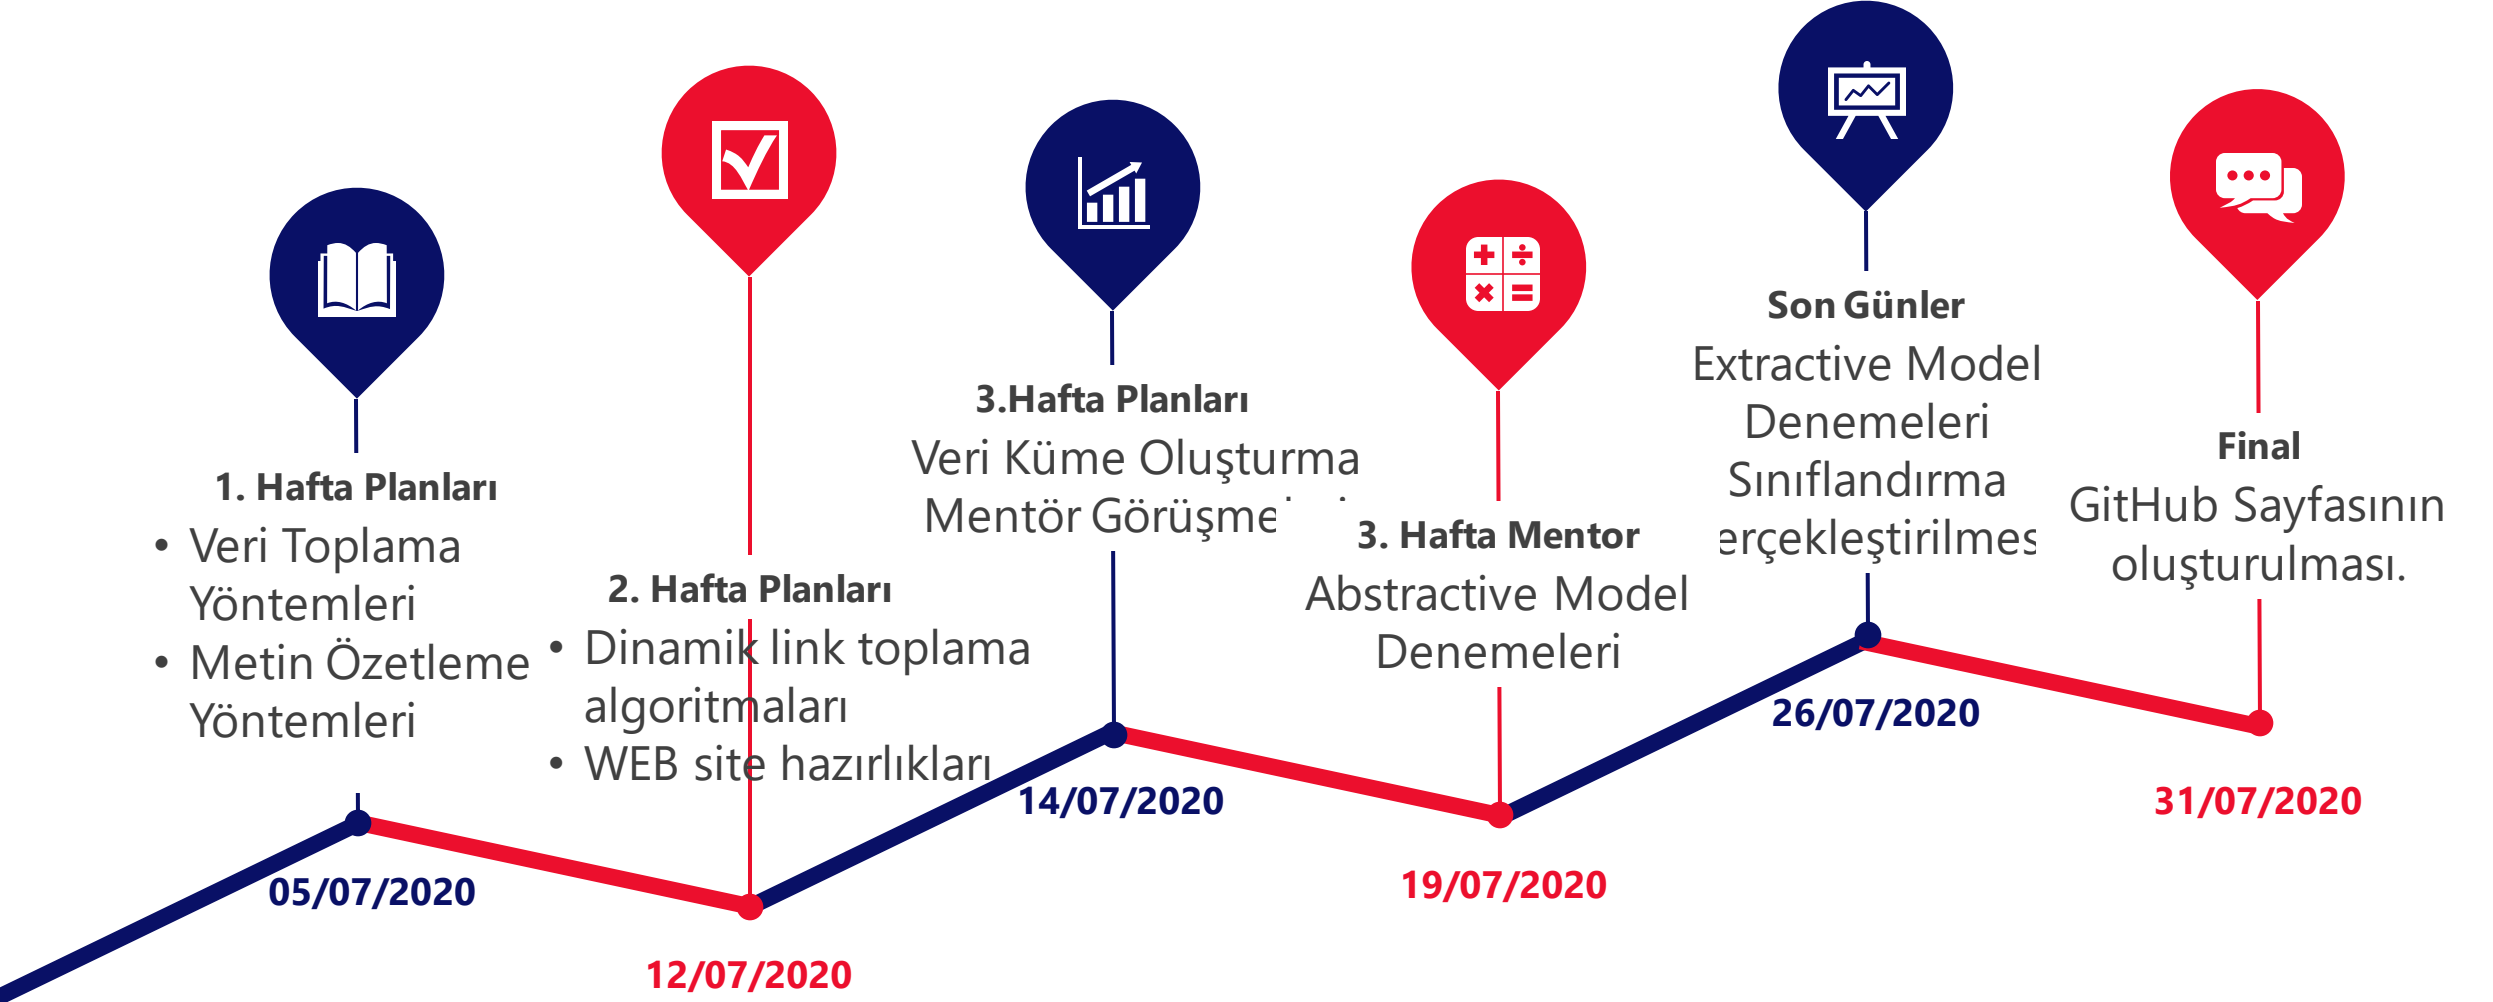 1. Hafta Planları
• Veri Toplama
Yöntemleri
• Metin Özetleme
Yöntemleri
05/07/2020
2. Hafta Planları
• Dinamik link toplama
algoritmaları
• WEB site hazırlıkları
12/07/2020
3.Hafta Planları
Veri Küme Oluşturma
Mentör
14/07/2020
3. Hafta Mentor
Abstractive Model
Denemeleri
19/07/2020
Son Günler
Extractive Model
Denemeleri
Sınıflandırma
26/07/2020
Final
GitHub Sayfasının
oluşturulması.
31/07/2020